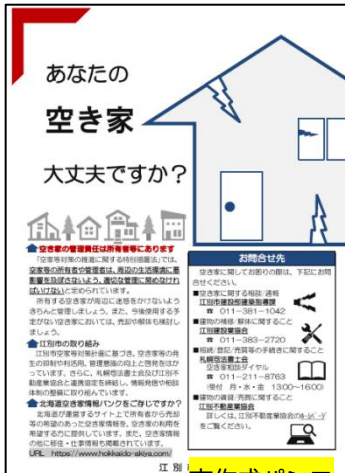 あなたの
空き家
大丈夫ですか?
空き家の管理責任は所有者等にあります
「空家等対策の推進に関する特別措置法」では、
空家等の所有者や管理者は、周辺の生活環境に悪
影響を及ぼさないよう、適切な管理に努めなけれ
ばいけないと定められています。
所有する空き家が周辺に迷惑をかけないよう
きちんと管理しましょう。また、今後使用する予
定がない空き家においては、売却や解体も検討し
ましょう。
江別市の取り組み
江別市空家等対策計画に基づき、空き家等の発
生の抑制や利活用、管理意識の向上と啓発をはか
っています。さらに、札幌司法書士会及び江別不
動産業協会と連携協定を締結し、情報発信や相談
体制の整備に取り組んでいます。
北海道空き家情報バンクをご存じですか?
北海道が運営するサイト上で所有者から売却
等の希望のあった空き家情報を、空き家の利用を
希望する方に提供しています。また、空き家情報
の他に移住・仕事情報も掲載されています。
URL https://www.hokkaido-akiya.com/
お問合せ先
空き家に関してお困りの際は、下記にお問
合せください。
■空き家に関する相談/通報
江別市建設部建築指導課
☎ 011-381-1042
■建物の補修/解体に関すること
江別建設業協会
☎ 011-383-2720
■相続/登記/売買等の手続きに関すること
札幌司法書士会
空き家相談ダイヤル
☎ 011-211-8763
(受付 月・水・金 13:00~16:00)
■建物の賃貸/売買に関すること
江別不動産業協会
詳しくは、江別不動産業協会のホームページ
をご覧ください。
江 別